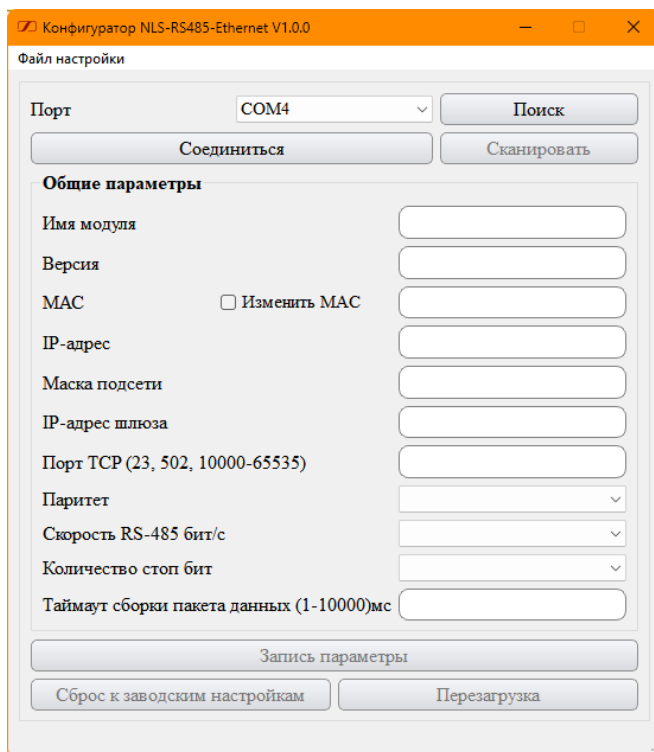 Конфигуратор NLS-RS485-Ethernet V1.0.0
Файл настройки
Порт COM4 Поиск
Соединиться Сканировать
Общие параметры
Имя модуля
Версия
MAC Изменить MAC
IP-адрес
Маска подсети
IP-адрес шлюза
Порт TCP (23, 502, 10000-65535)
Паритет
Скорость RS-485 бит/с
Количество стоп бит
Таймаут сборки пакета данных (1-10000)мс
Запись параметры
Сброс к заводским настройкам Перезагрузка